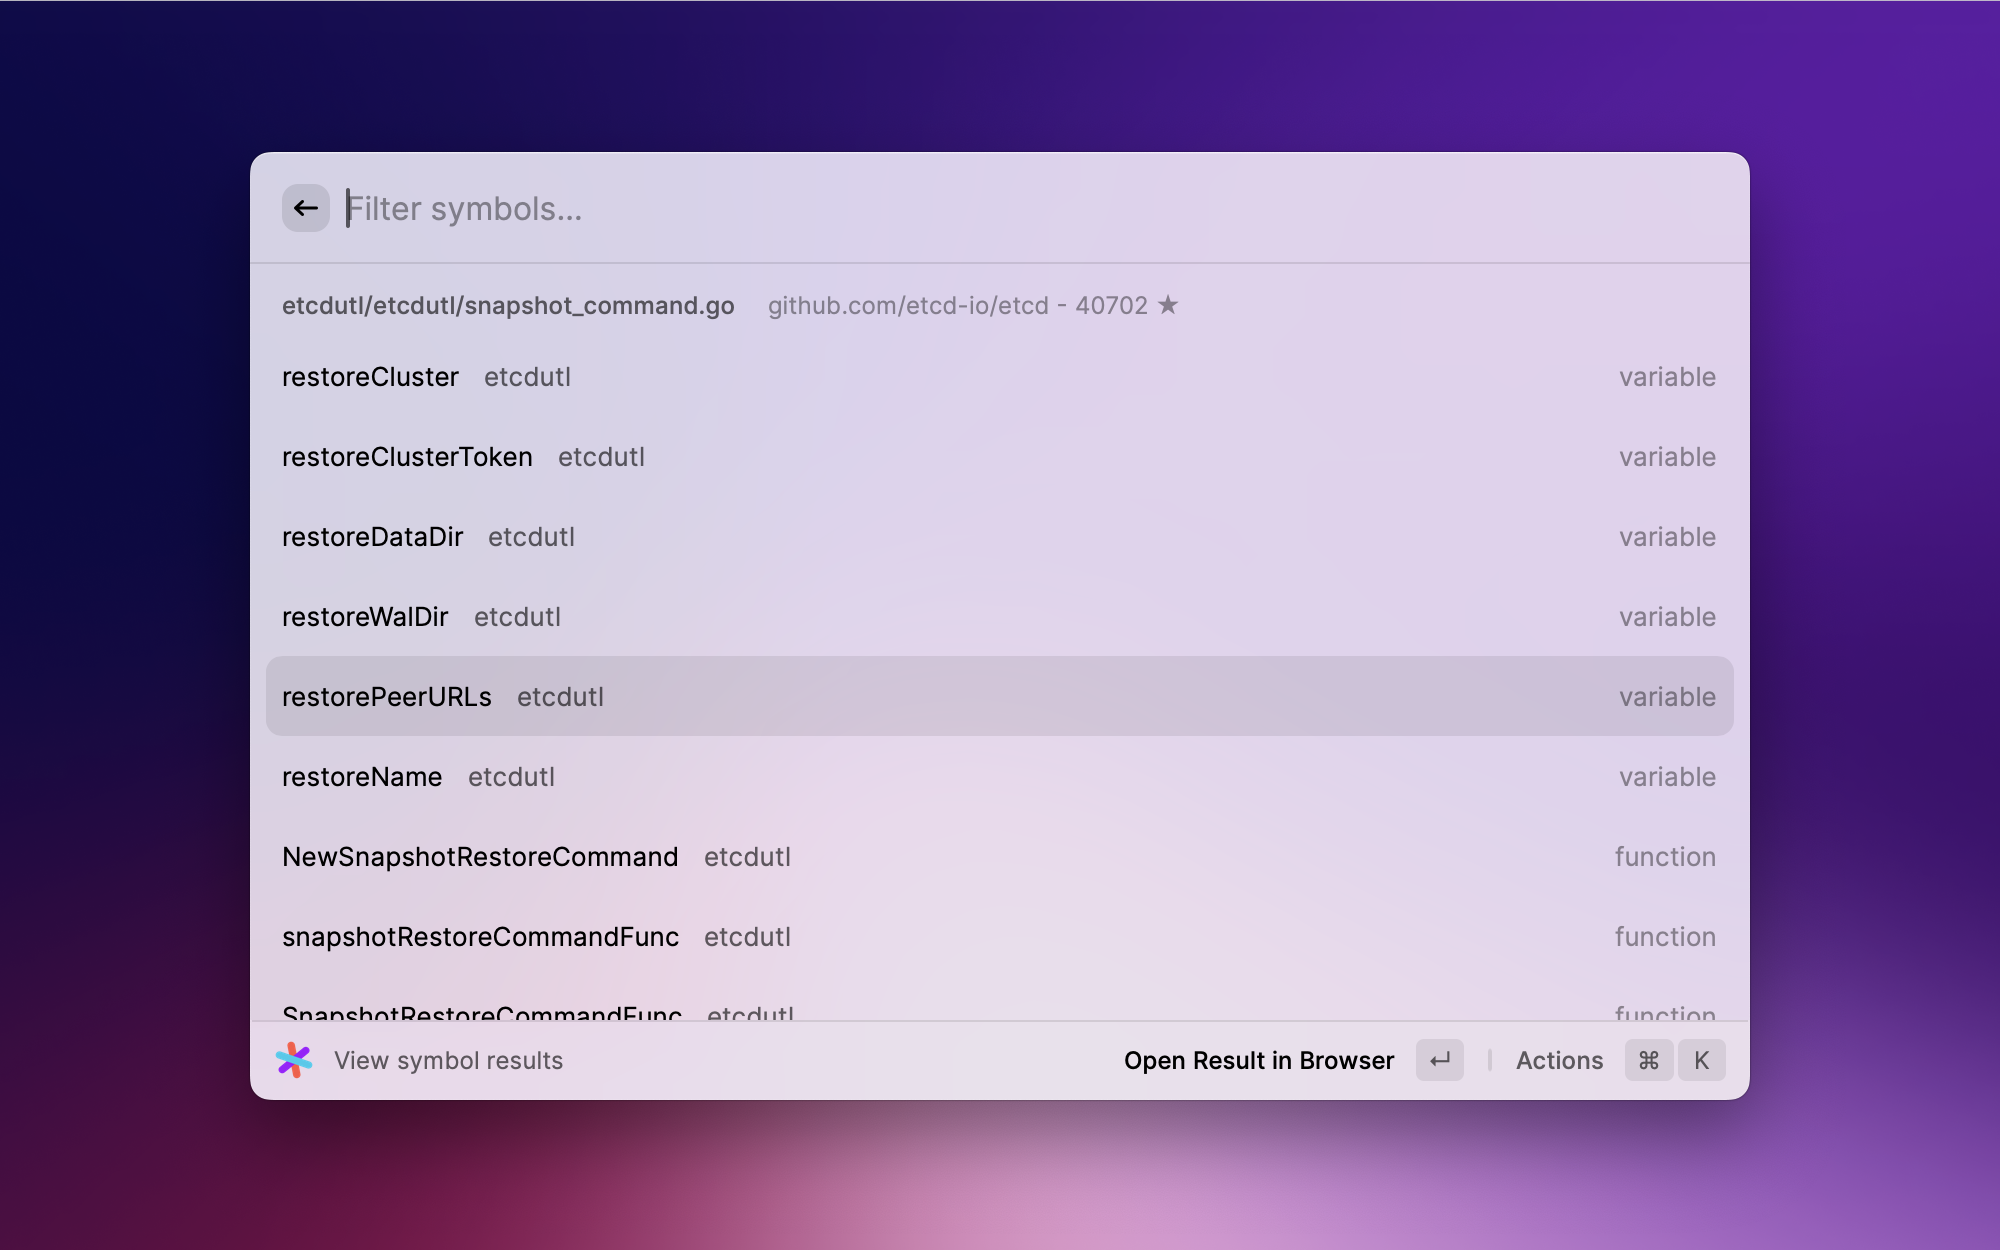 Filter symbols...
etcdutl/etcdutl/snapshot_command.go github.com/etcd-io/etcd - 40702 ★
restoreCluster etcdutl variable
restoreClusterToken etcdutl variable
restoreDataDir etcdutl variable
restoreWalDir etcdutl variable
restorePeerURLs etcdutl variable
restoreName etcdutl variable
NewSnapshotRestoreCommand etcdutl function
snapshotRestoreCommandFunc etcdutl function
SnapshotRestoreCommandFunc etcdutl function
View symbol results Open Result in Browser ↵ Actions ⌘ K